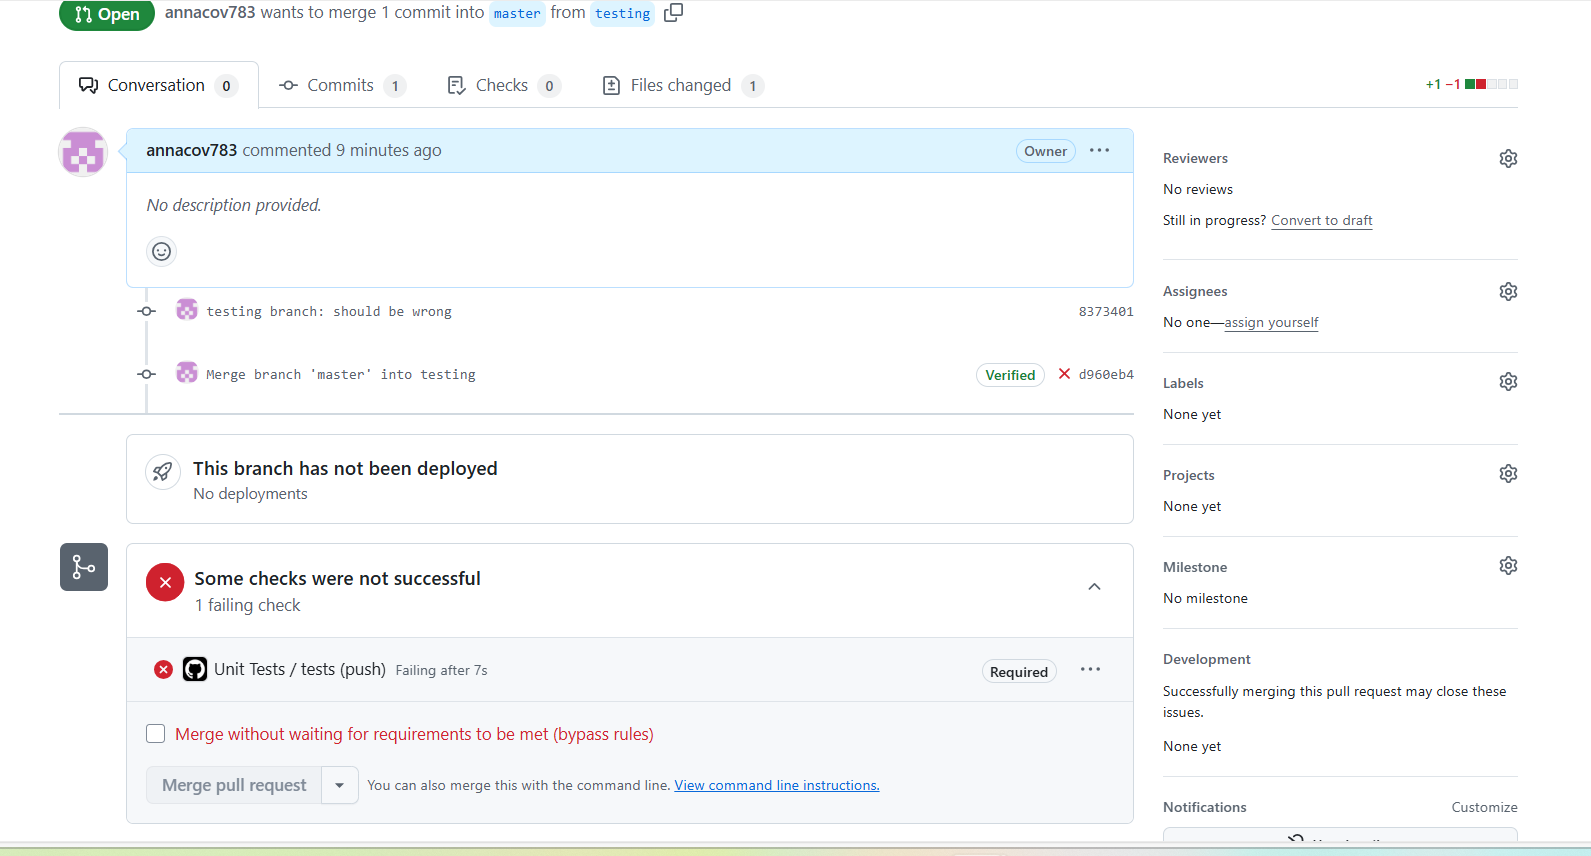 Open annacov783 wants to merge 1 commit into master from testing
Conversation 0 Commits 1 Checks 0 Files changed 1 +1 −1
annacov783 commented 9 minutes ago Owner
No description provided.
testing branch: should be wrong 8373401
Merge branch 'master' into testing Verified d960eb4
This branch has not been deployed
No deployments
Some checks were not successful
1 failing check
Unit Tests / tests (push) Failing after 7s Required
Merge without waiting for requirements to be met (bypass rules)
Merge pull request You can also merge this with the command line. View command line instructions.
Reviewers
No reviews
Still in progress? Convert to draft
Assignees
No one—assign yourself
Labels
None yet
Projects
None yet
Milestone
No milestone
Development
Successfully merging this pull request may close these
issues.
None yet
Notifications Customize